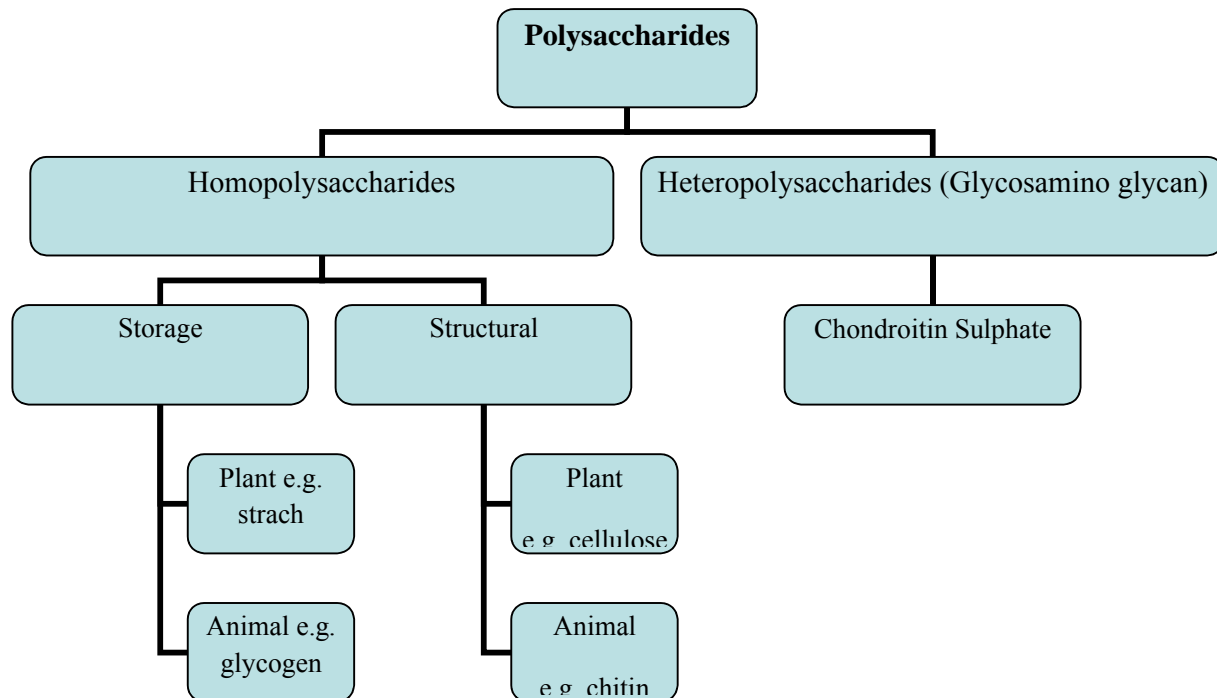 Polysaccharides
Homopolysaccharides
Heteropolysaccharides (Glycosamino glycan)
Storage
Structural
Chondroitin Sulphate
Plant e.g.
strach
Plant
e.g. cellulose
Animal e.g.
glycogen
Animal
e.g. chitin